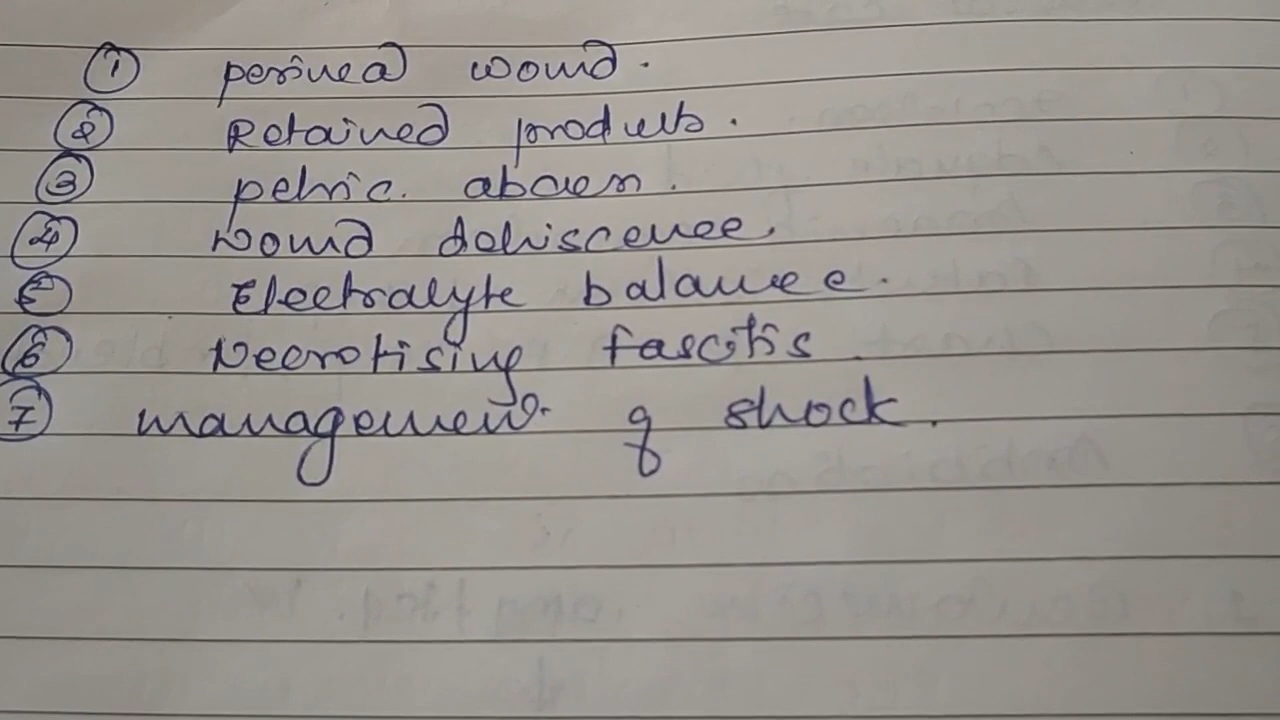 ① perineal wound.
② Retained products.
③ pelvic. abscess.
④ wound dehiscence.
⑤ Electrolyte balance.
⑥ Necrotising fascitis
⑦ management of shock.